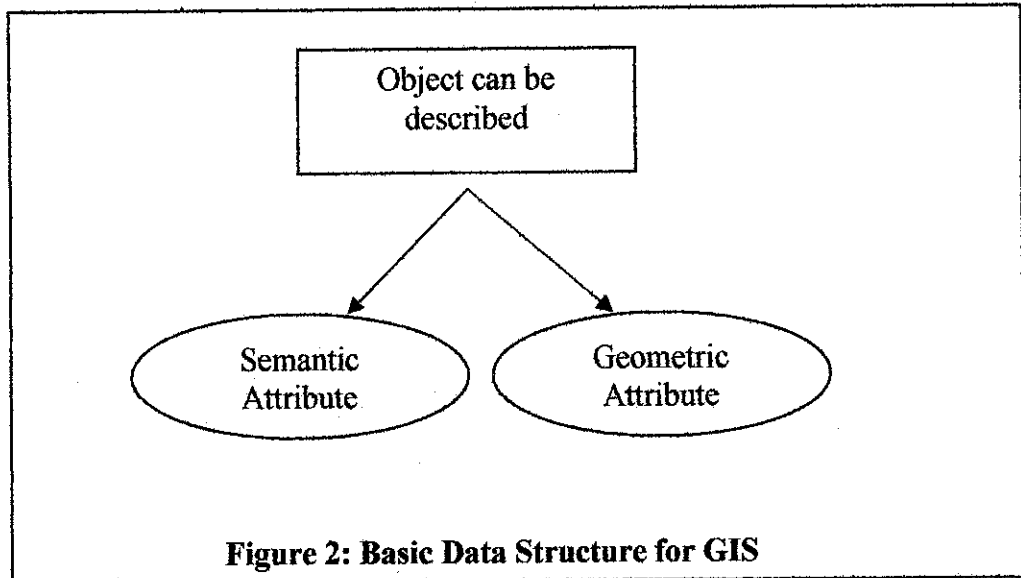 Object can be
described
Semantic
Attribute
Geometric
Attribute
Figure 2: Basic Data Structure for GIS